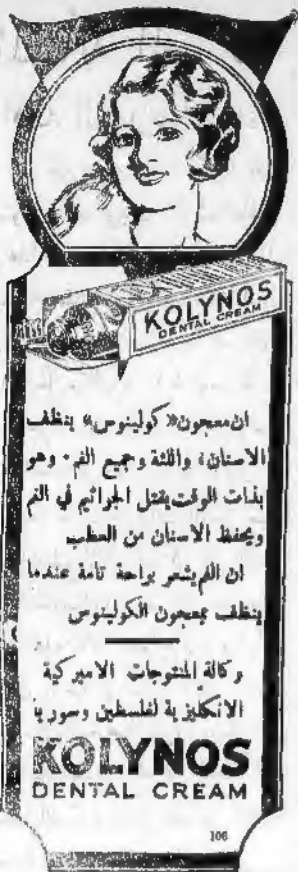 KOLYNOS
DENTAL CREAM
ان معجون «كولينوس» ينظف
الاسنان، واللثة وجميع الفم. وهو
بذات الوقت يقتل الجراثيم في الفم
ويحفظ الاسنان من العطب
ان الفم يشعر براحة تامة عندما
ينظف بمعجون الكولينوس
وكالة المنتوجات الاميركية
الانكليزية لفلسطين وسوريا
KOLYNOS
DENTAL CREAM
106